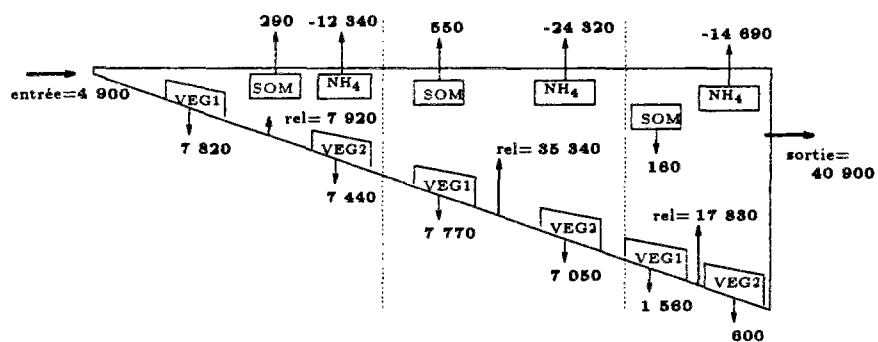 290 -12 340 550 -24 320 -14 690
entrée=4 900
VEG1 SOM NH4 SOM NH4 SOM NH4
rel= 7 920
7 820
VEG2
7 440
rel= 35 340
VEG1
7 770
160
sortie=
40 900
rel= 17 830
VEG2
7 050
VEG1
1 560
VEG2
600